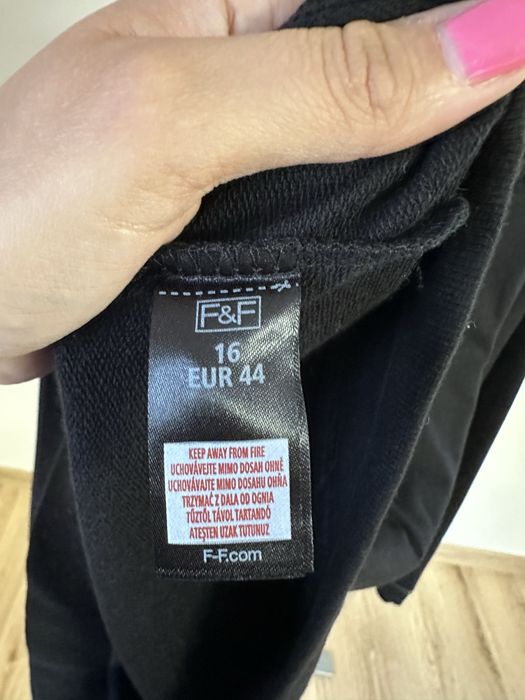 F&F
16
EUR 44
KEEP AWAY FROM FIRE
UCHOVÁVEJTE MIMO DOSAH OHNĚ
UCHOVÁVAJTE MIMO DOSAHU OHŇA
TRZYMAĆ Z DALA OD OGNIA
TŰZTŐL TÁVOL TARTANDÓ
ATEŞTEN UZAK TUTUNUZ
F-F.com